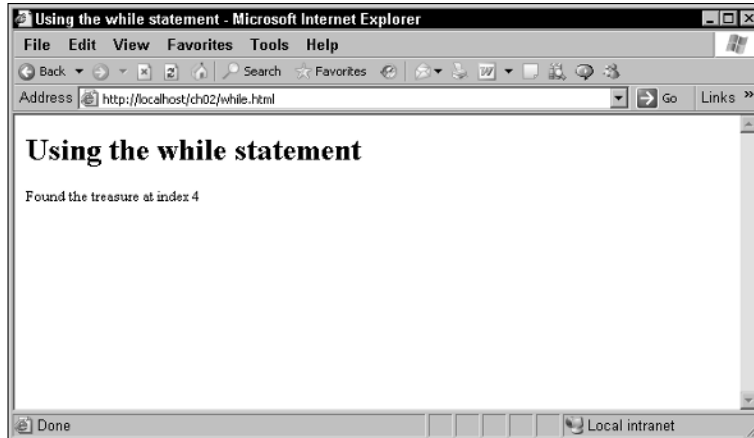 Using the while statement - Microsoft Internet Explorer
File Edit View Favorites Tools Help
Back Search Favorites
Address http://localhost/ch02/while.html Go Links »
Using the while statement
Found the treasure at index 4
Done Local intranet